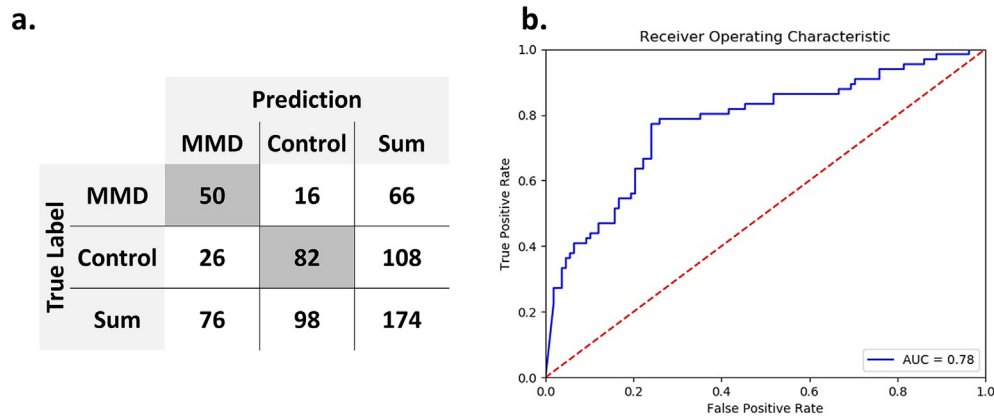 a.
Prediction
MMD Control Sum
True Label
MMD 50 16 66
Control 26 82 108
Sum 76 98 174
b.
Receiver Operating Characteristic
True Positive Rate
1.0
0.8
0.6
0.4
0.2
0.0
0.0 0.2 0.4 0.6 0.8 1.0
False Positive Rate
AUC = 0.78